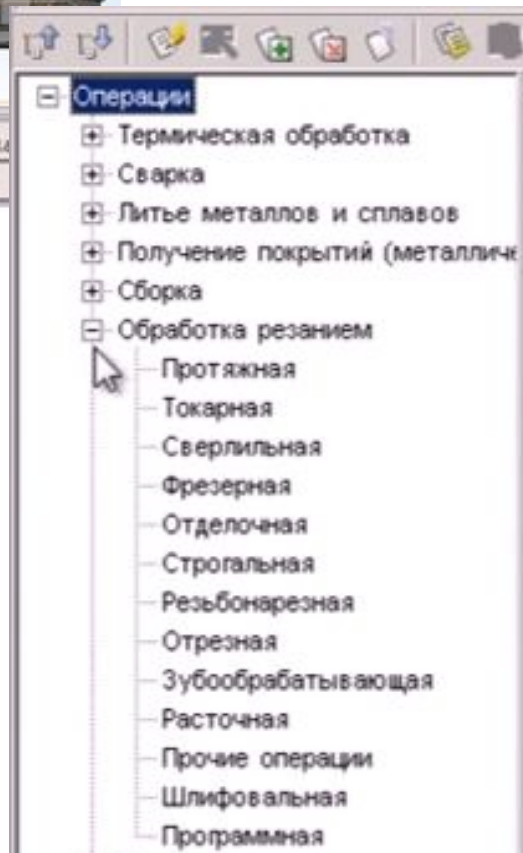 Операции
Термическая обработка
Сварка
Литье металлов и сплавов
Получение покрытий (металличе
Сборка
Обработка резанием
Протяжная
Токарная
Сверлильная
Фрезерная
Отделочная
Строгальная
Резьбонарезная
Отрезная
Зубообрабатывающая
Расточная
Прочие операции
Шлифовальная
Программная